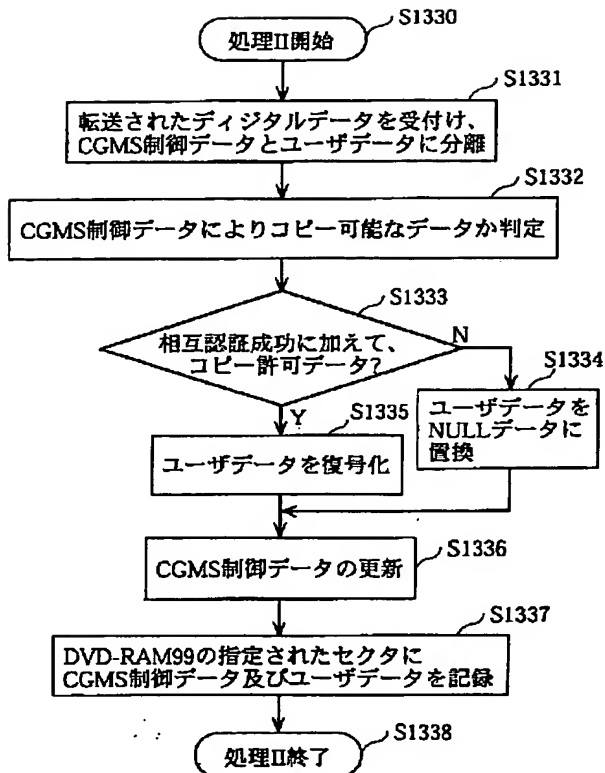 S1330
処理II開始
S1331
転送されたディジタルデータを受付け、
CGMS制御データとユーザデータに分離
S1332
CGMS制御データによりコピー可能なデータか判定
S1333
相互認証成功に加えて、
コピー許可データ?
N
S1334
ユーザデータを
NULLデータに
置換
Y
S1335
ユーザデータを復号化
S1336
CGMS制御データの更新
S1337
DVD-RAM99の指定されたセクタに
CGMS制御データ及びユーザデータを記録
S1338
処理II終了